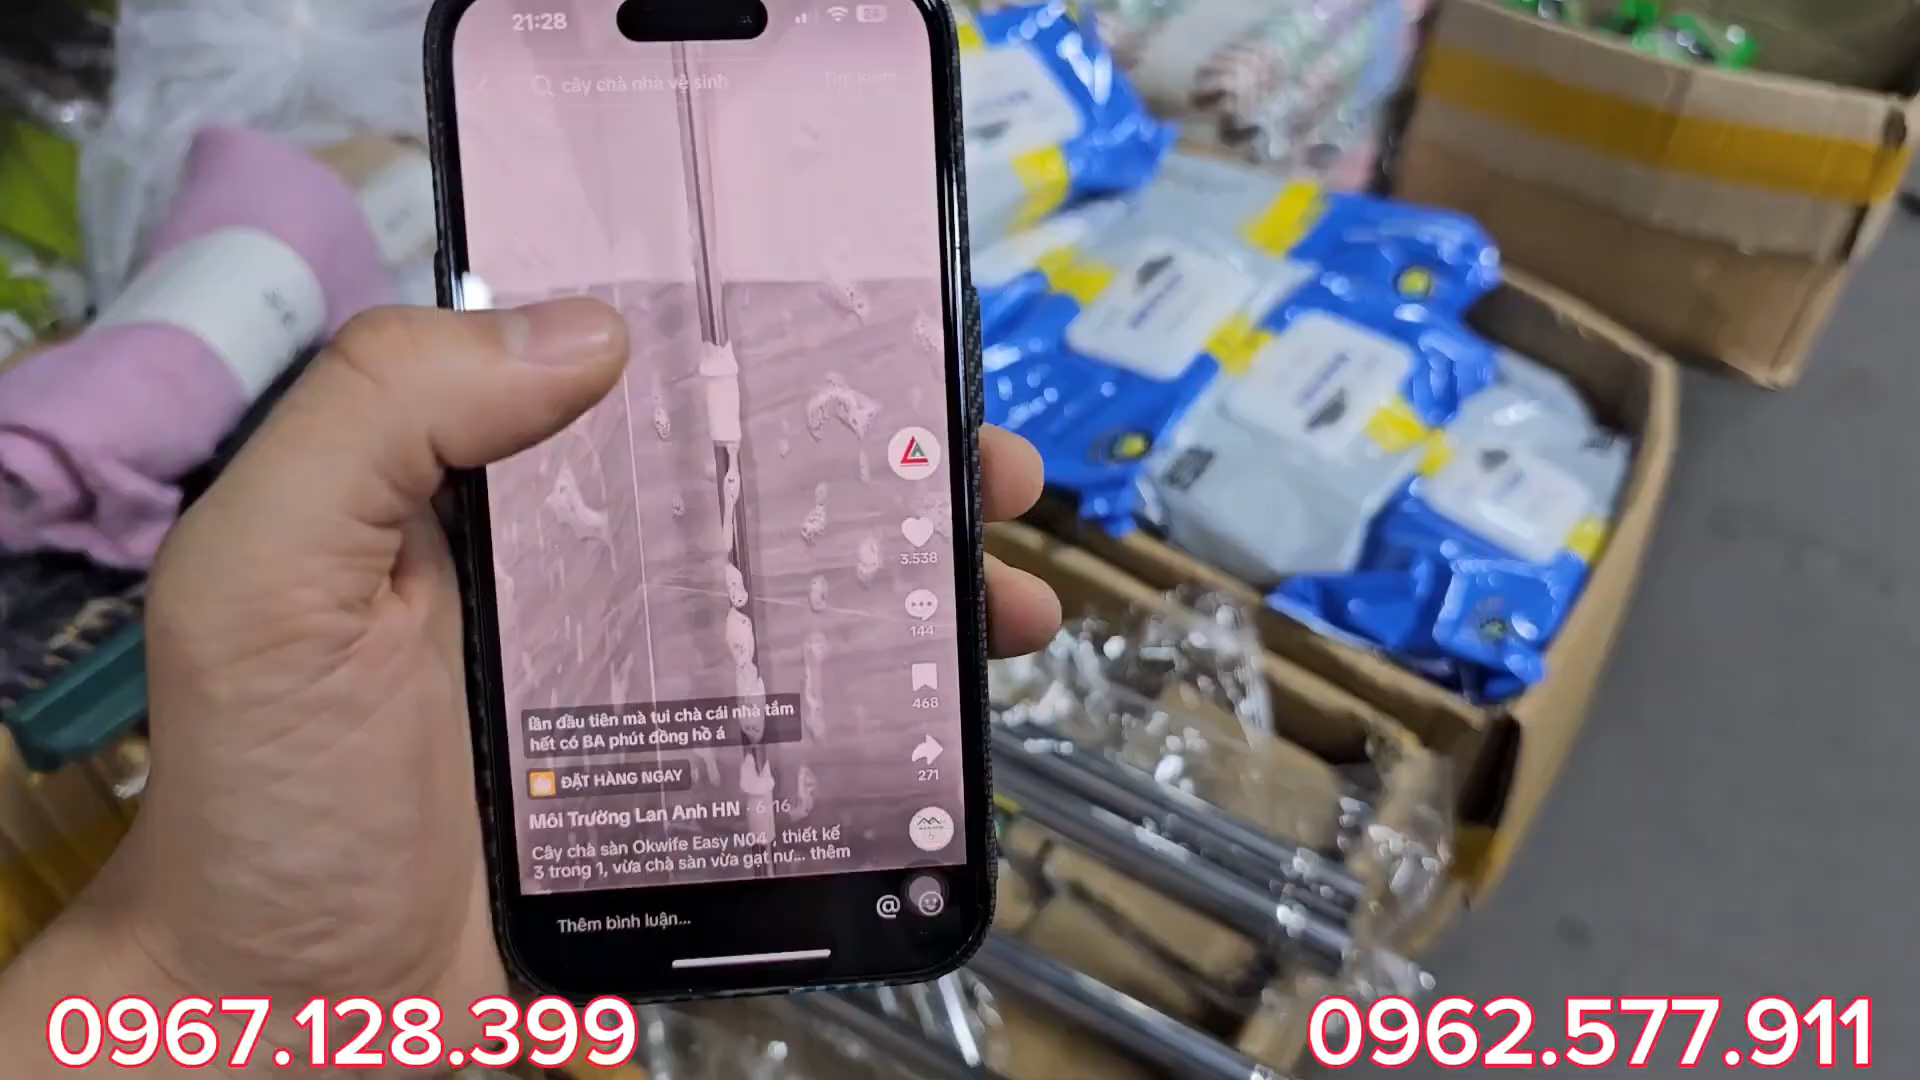 21:28
cây chà nhà vệ sinh
3.538
144
468
271
lần đầu tiên mà tui chà cái nhà tắm
hết có BA phút đồng hồ á
ĐẶT HÀNG NGAY
Môi Trường Lan Anh HN · 6-16
Cây chà sàn Okwife Easy N04 , thiết kế
3 trong 1, vừa chà sàn vừa gạt nư... thêm
Thêm bình luận...
@
0967.128.399
0962.577.911